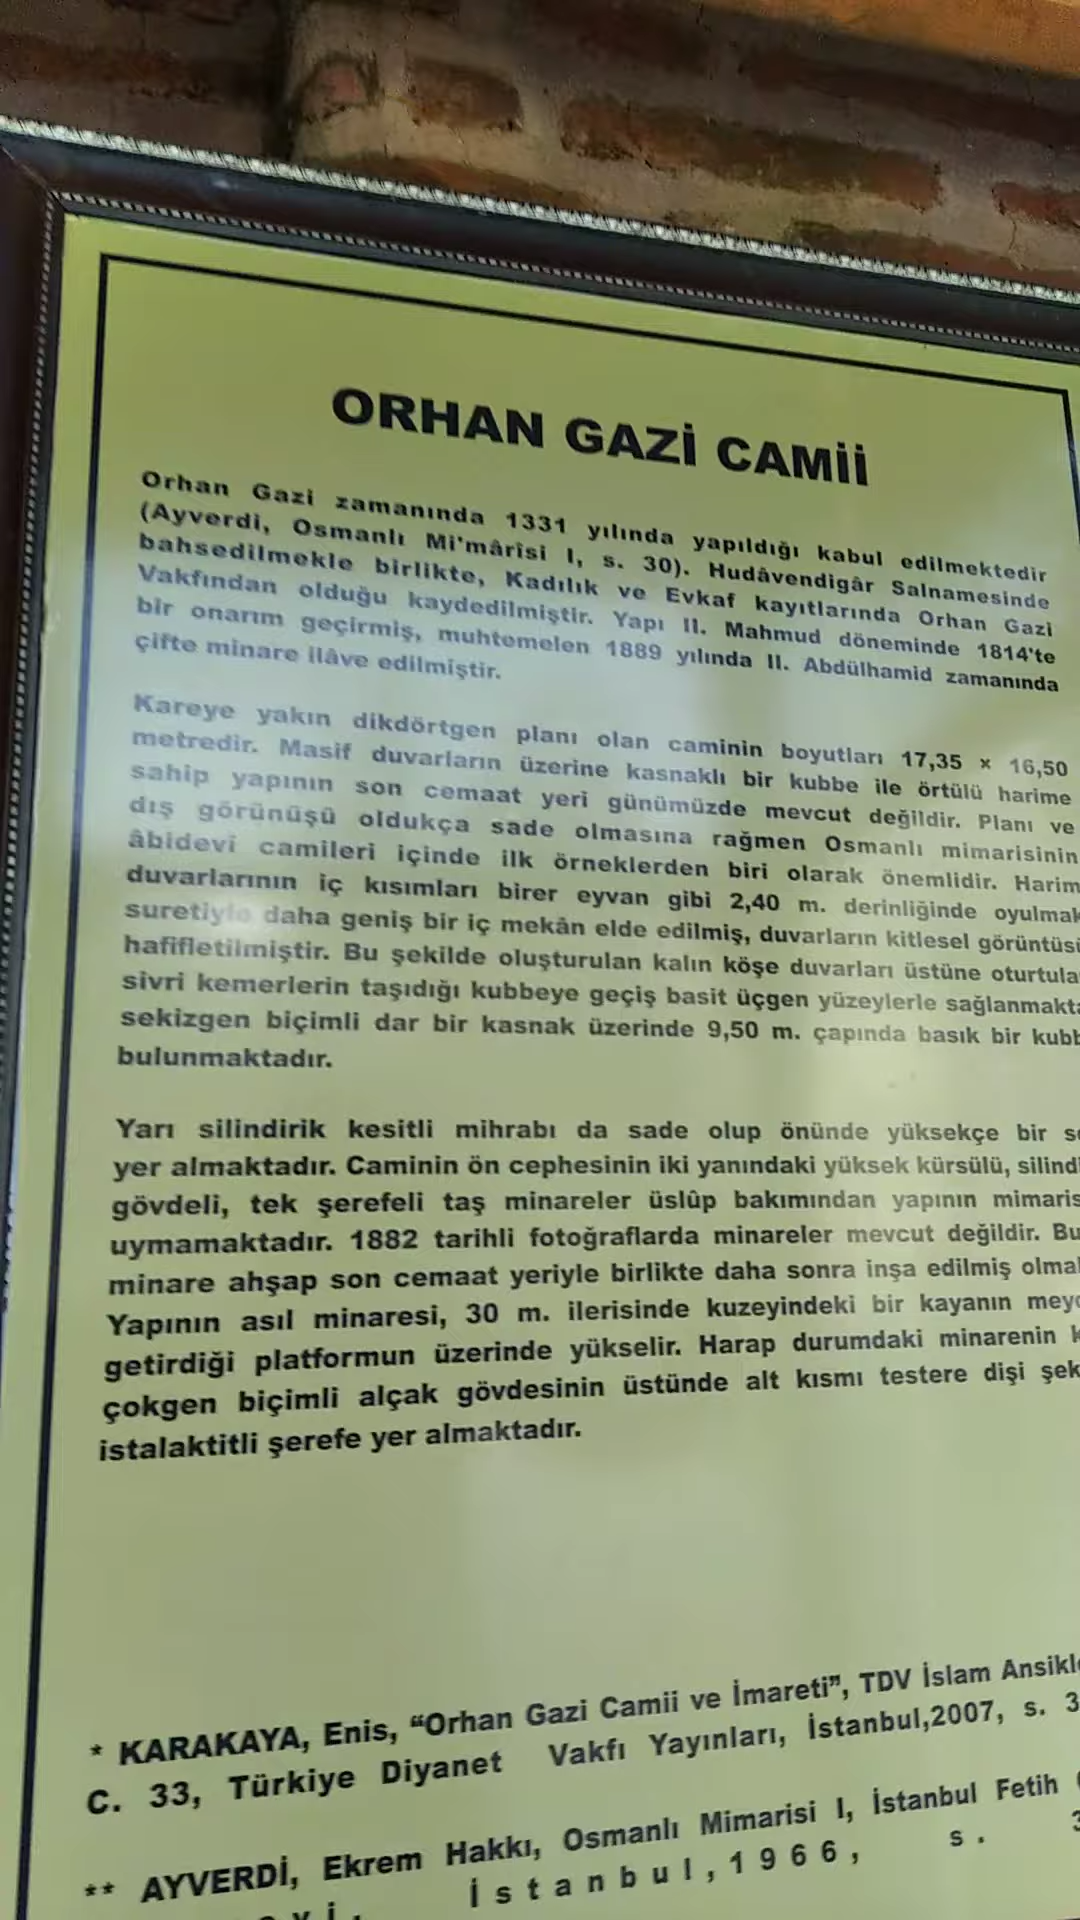 ORHAN GAZİ CAMİİ
Orhan Gazi zamanında 1331 yılında yapıldığı kabul edilmektedir
(Ayverdi, Osmanlı Mi'mârîsi I, s. 30). Hudâvendigâr Salnamesinde
bahsedilmekle birlikte, Kadılık ve Evkaf kayıtlarında Orhan Gazi
Vakfından olduğu kaydedilmiştir. Yapı II. Mahmud döneminde 1814'te
bir onarım geçirmiş, muhtemelen 1889 yılında II. Abdülhamid zamanında
çifte minare ilâve edilmiştir.
Kareye yakın dikdörtgen planı olan caminin boyutları 17,35 × 16,50
metredir. Masif duvarların üzerine kasnaklı bir kubbe ile örtülü harime
sahip yapının son cemaat yeri günümüzde mevcut değildir. Planı ve
dış görünüşü oldukça sade olmasına rağmen Osmanlı mimarisinin
âbidevî camileri içinde ilk örneklerden biri olarak önemlidir. Harim
duvarlarının iç kısımları birer eyvan gibi 2,40 m. derinliğinde oyulmak
suretiyle daha geniş bir iç mekân elde edilmiş, duvarların kitlesel görüntüsü
hafifletilmiştir. Bu şekilde oluşturulan kalın köşe duvarları üstüne oturtula
sivri kemerlerin taşıdığı kubbeye geçiş basit üçgen yüzeylerle sağlanmakta
sekizgen biçimli dar bir kasnak üzerinde 9,50 m. çapında basık bir kubb
bulunmaktadır.
Yarı silindirik kesitli mihrabı da sade olup önünde yüksekçe bir
yer almaktadır. Caminin ön cephesinin iki yanındaki yüksek kürsülü, silindi
gövdeli, tek şerefeli taş minareler üslûp bakımından yapının mimaris
uymamaktadır. 1882 tarihli fotoğraflarda minareler mevcut değildir. Bu
minare ahşap son cemaat yeriyle birlikte daha sonra inşa edilmiş olmal
Yapının asıl minaresi, 30 m. ilerisinde kuzeyindeki bir kayanın meyd
getirdiği platformun üzerinde yükselir. Harap durumdaki minarenin k
çokgen biçimli alçak gövdesinin üstünde alt kısmı testere dişi şek
istalaktitli şerefe yer almaktadır.
* KARAKAYA, Enis, “Orhan Gazi Camii ve İmareti”, TDV İslam Ansikl
C. 33, Türkiye Diyanet Vakfı Yayınları, İstanbul,2007, s. 3
** AYVERDİ, Ekrem Hakkı, Osmanlı Mimarisi I, İstanbul Fetih
İstanbul,1966, s. 3